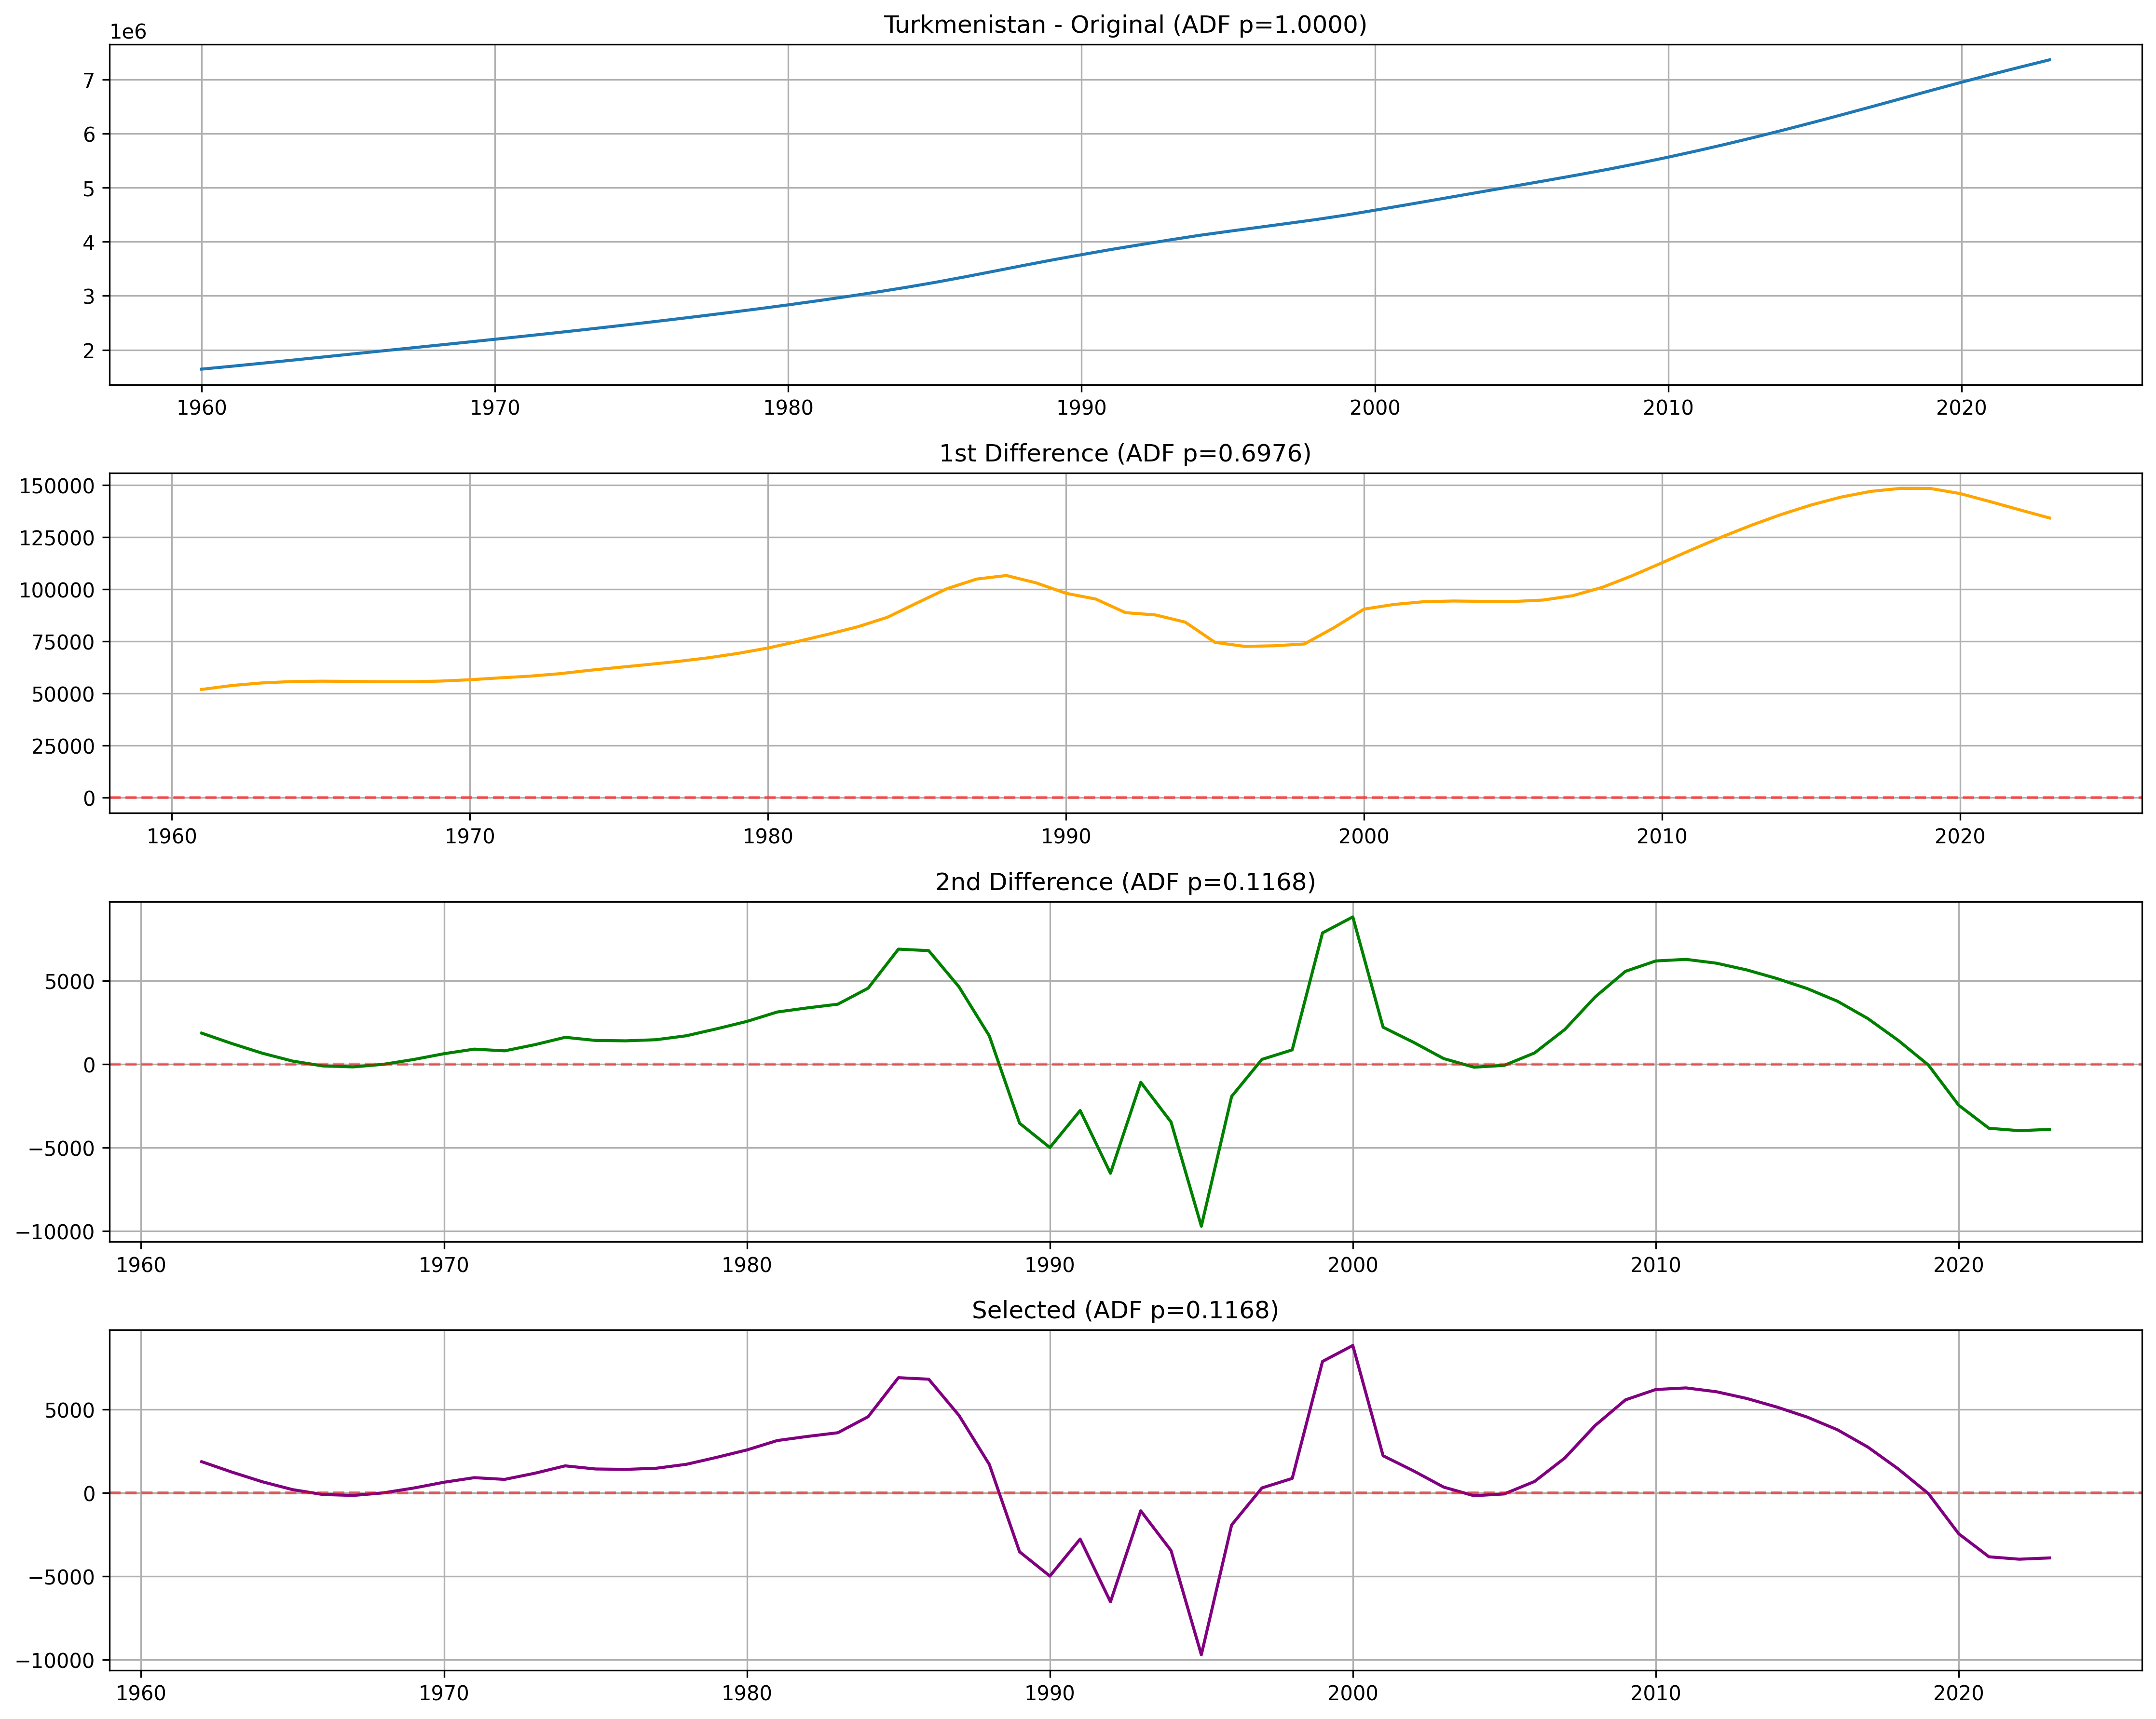 Turkmenistan - Original (ADF p=1.0000)
1e6
7
6
5
4
3
2
1960 1970 1980 1990 2000 2010 2020
1st Difference (ADF p=0.6976)
150000
125000
100000
75000
50000
25000
0
1960 1970 1980 1990 2000 2010 2020
2nd Difference (ADF p=0.1168)
5000
0
−5000
−10000
1960 1970 1980 1990 2000 2010 2020
Selected (ADF p=0.1168)
5000
0
−5000
−10000
1960 1970 1980 1990 2000 2010 2020